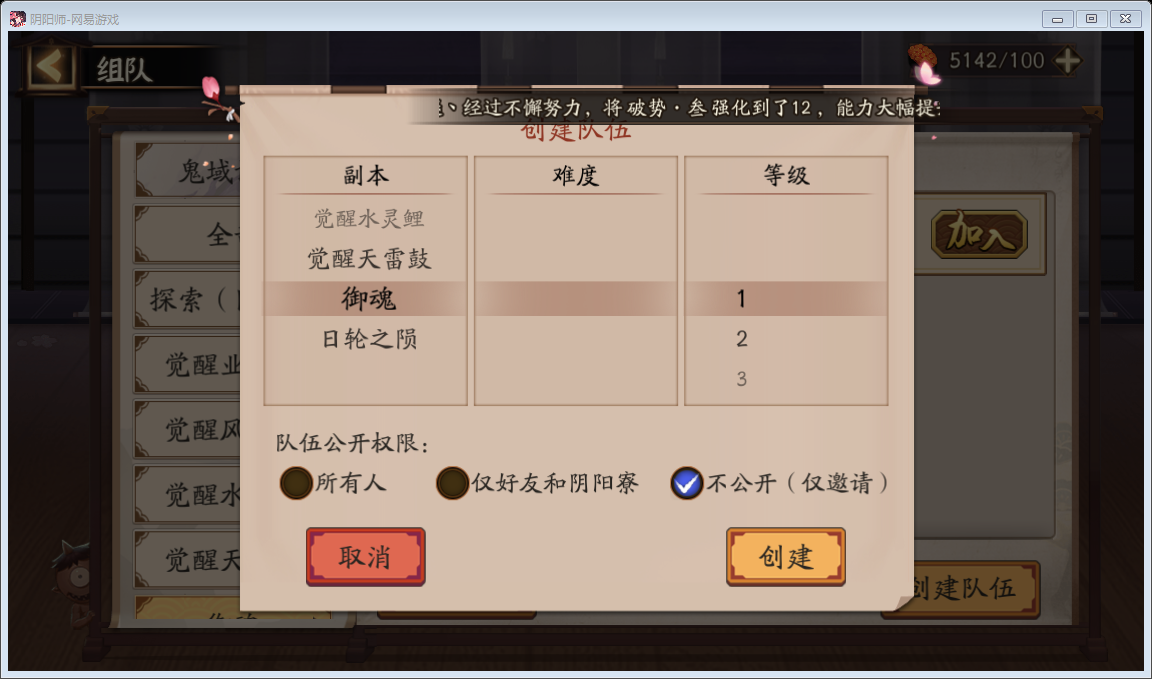 阴阳师-网易游戏
组队
5142/100
、经过不懈努力，将破势·叁强化到了12，能力大幅提
创建队伍
副本
难度
等级
鬼域
觉醒水灵鲤
全
觉醒天雷鼓
加入
探索（
御魂
1
日轮之陨
2
觉醒业
3
觉醒风
队伍公开权限：
所有人
仅好友和阴阳寮
不公开（仅邀请）
觉醒水
觉醒天
取消
创建
创建队伍